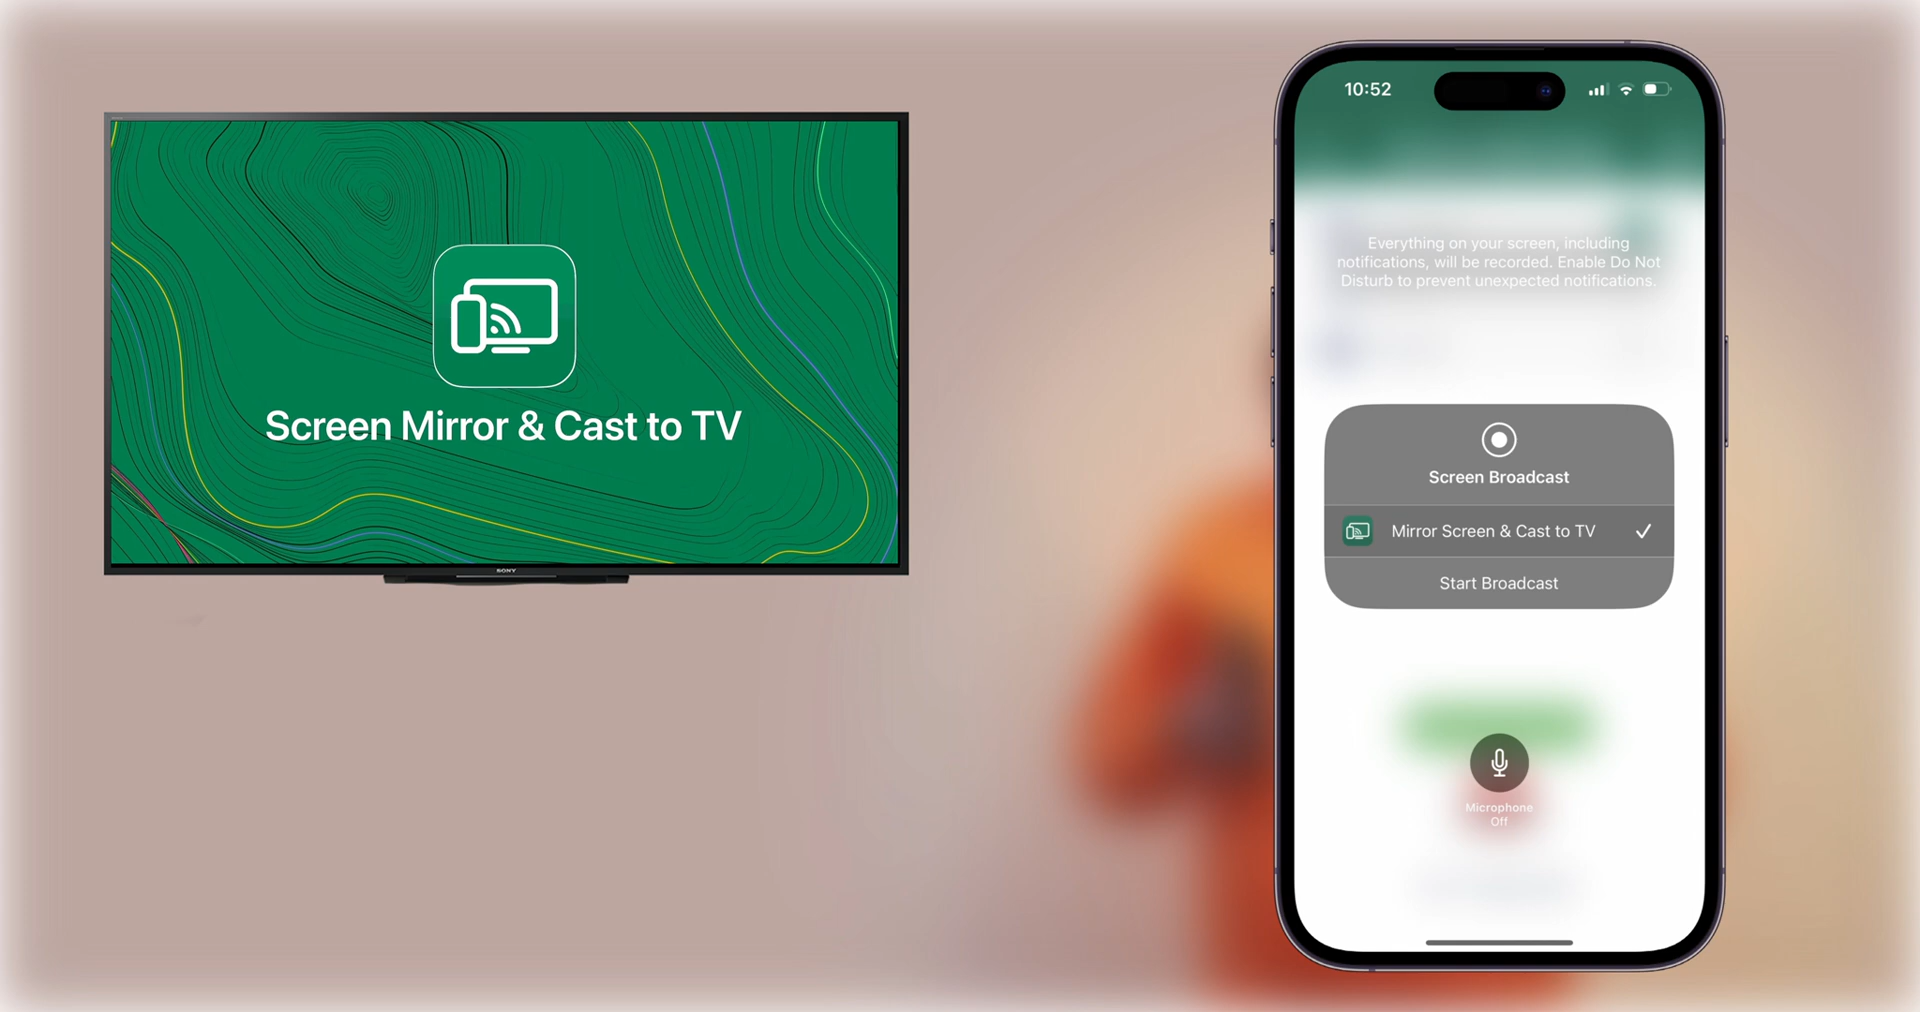 Screen Mirror & Cast to TV
SONY
10:52
Everything on your screen, including
notifications, will be recorded. Enable Do Not
Disturb to prevent unexpected notifications.
Screen Broadcast
Mirror Screen & Cast to TV
Start Broadcast
Microphone
Off